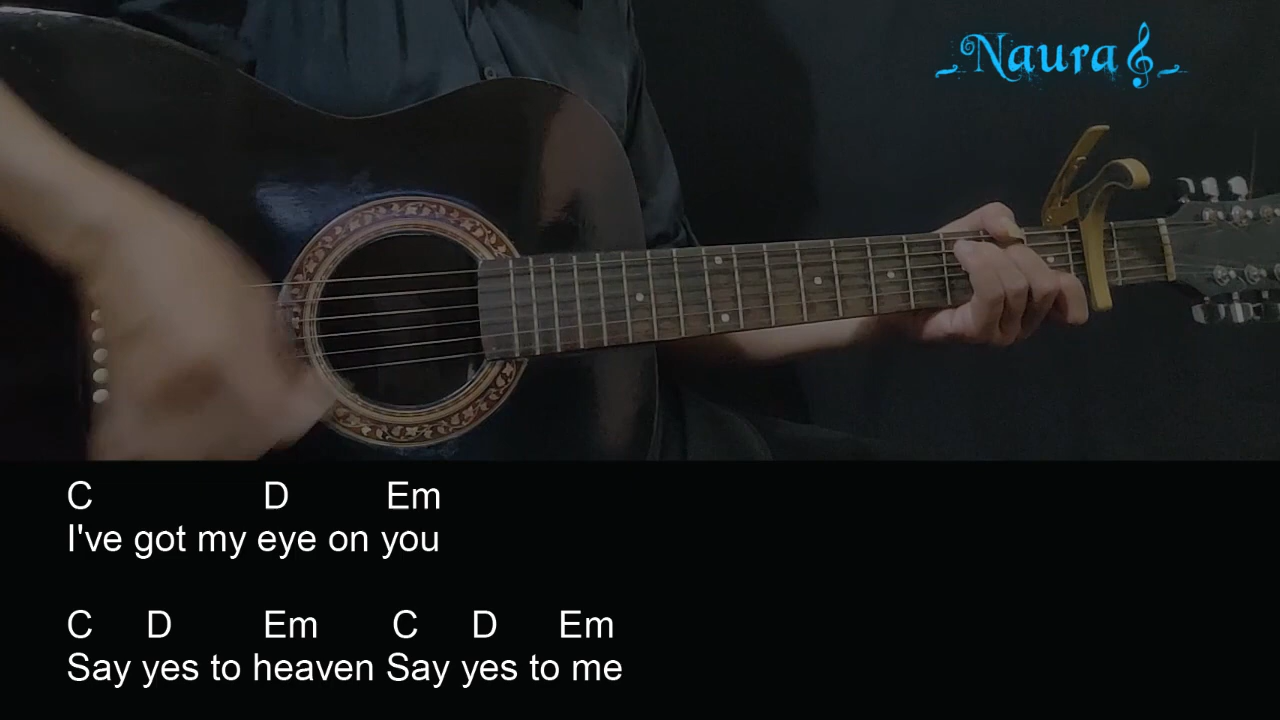 Naura
C D Em
I've got my eye on you
C D Em C D Em
Say yes to heaven Say yes to me